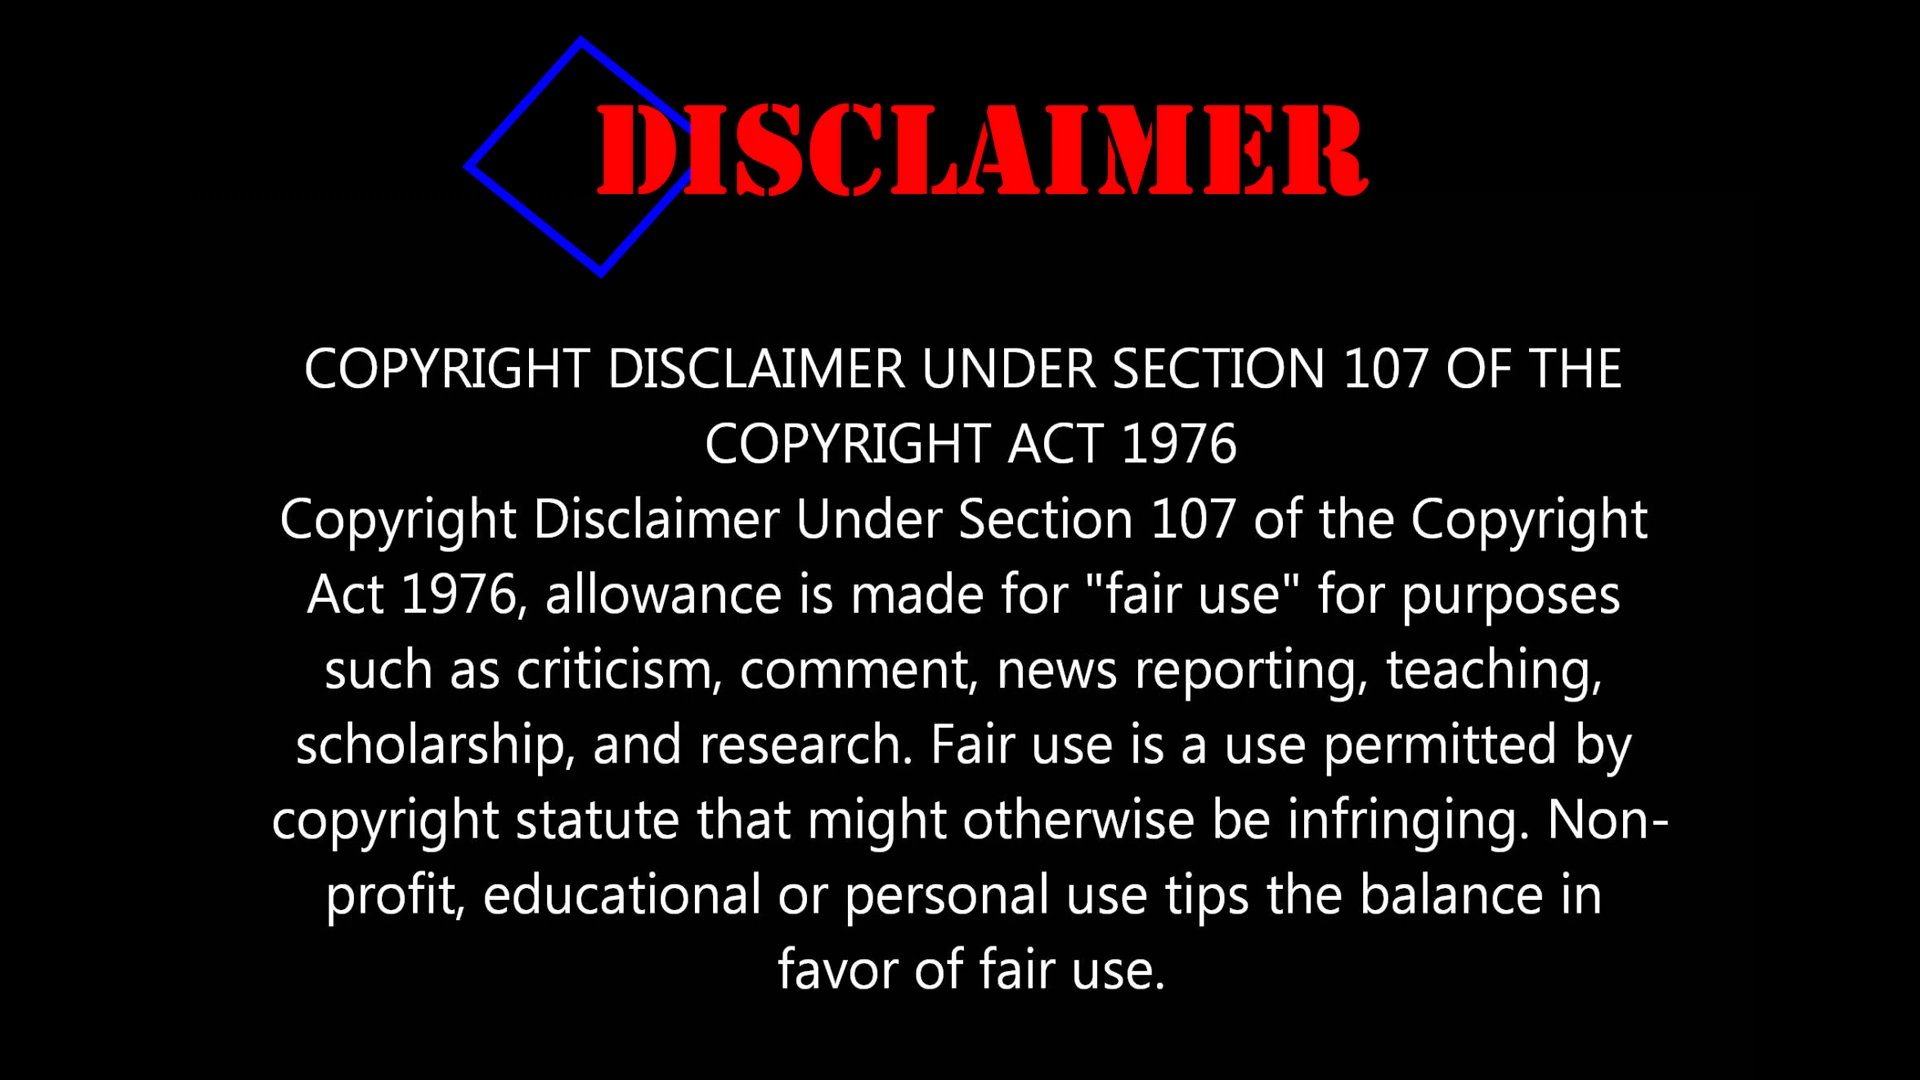 DISCLAIMER
COPYRIGHT DISCLAIMER UNDER SECTION 107 OF THE
COPYRIGHT ACT 1976
Copyright Disclaimer Under Section 107 of the Copyright
Act 1976, allowance is made for "fair use" for purposes
such as criticism, comment, news reporting, teaching,
scholarship, and research. Fair use is a use permitted by
copyright statute that might otherwise be infringing. Non-
profit, educational or personal use tips the balance in
favor of fair use.